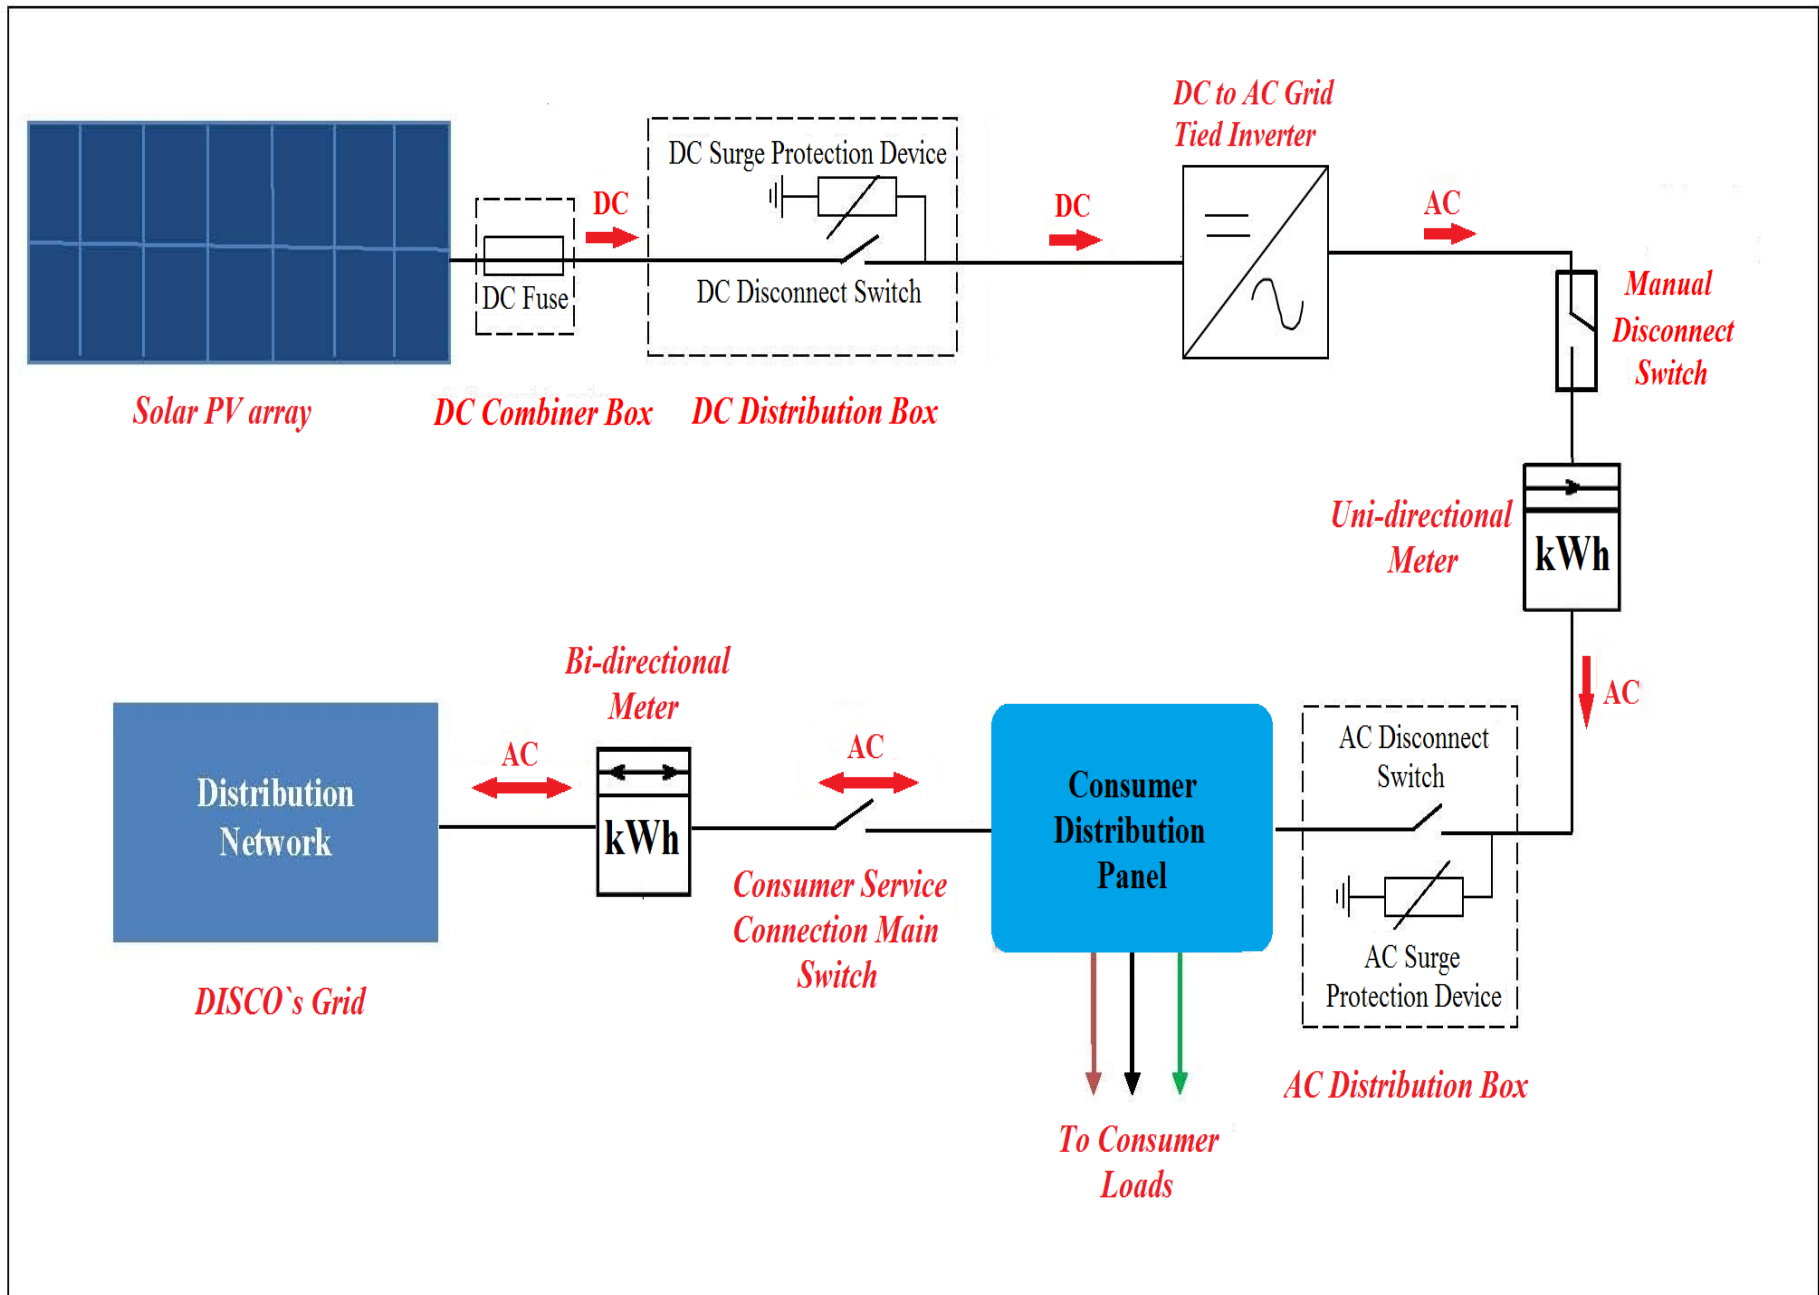 DC to AC Grid
Tied Inverter
DC Surge Protection Device
DC
DC
AC
DC Fuse
DC Disconnect Switch
Manual
Disconnect
Switch
Solar PV array
DC Combiner Box
DC Distribution Box
Uni-directional
Meter
kWh
Bi-directional
Meter
AC
AC
AC
AC Disconnect
Switch
Distribution
Network
kWh
Consumer
Distribution
Panel
Consumer Service
Connection Main
Switch
AC Surge
Protection Device
DISCO`s Grid
AC Distribution Box
To Consumer
Loads